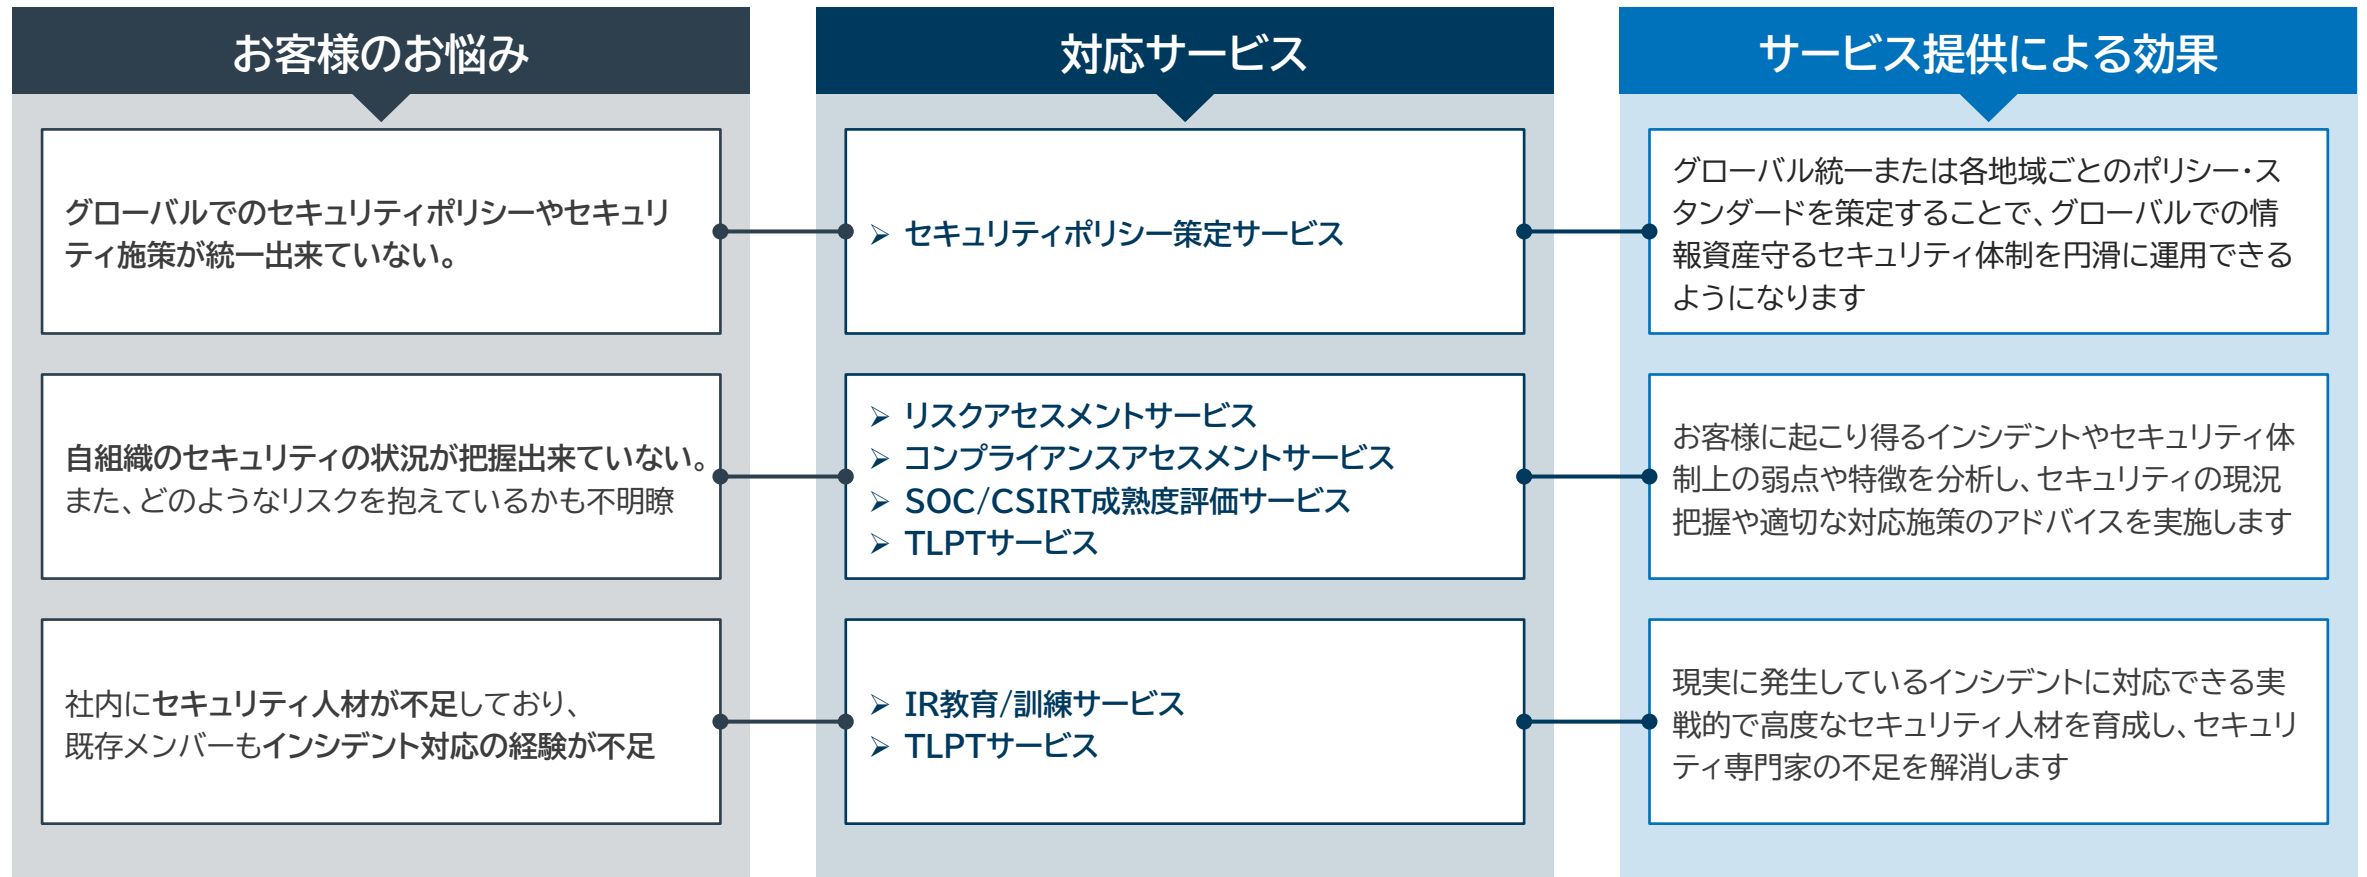 お客様のお悩み
対応サービス
サービス提供による効果
グローバルでのセキュリティポリシーやセキュリ
ティ施策が統一出来ていない。
➢ セキュリティポリシー策定サービス
グローバル統一または各地域ごとのポリシー・ス
タンダードを策定することで、グローバルでの情
報資産守るセキュリティ体制を円滑に運用できる
ようになります
自組織のセキュリティの状況が把握出来ていない。
また、どのようなリスクを抱えているかも不明瞭
➢ リスクアセスメントサービス
➢ コンプライアンスアセスメントサービス
➢ SOC/CSIRT成熟度評価サービス
➢ TLPTサービス
お客様に起こり得るインシデントやセキュリティ体
制上の弱点や特徴を分析し、セキュリティの現況
把握や適切な対応施策のアドバイスを実施します
社内にセキュリティ人材が不足しており、
既存メンバーもインシデント対応の経験が不足
➢ IR教育/訓練サービス
➢ TLPTサービス
現実に発生しているインシデントに対応できる実
戦的で高度なセキュリティ人材を育成し、セキュリ
ティ専門家の不足を解消します